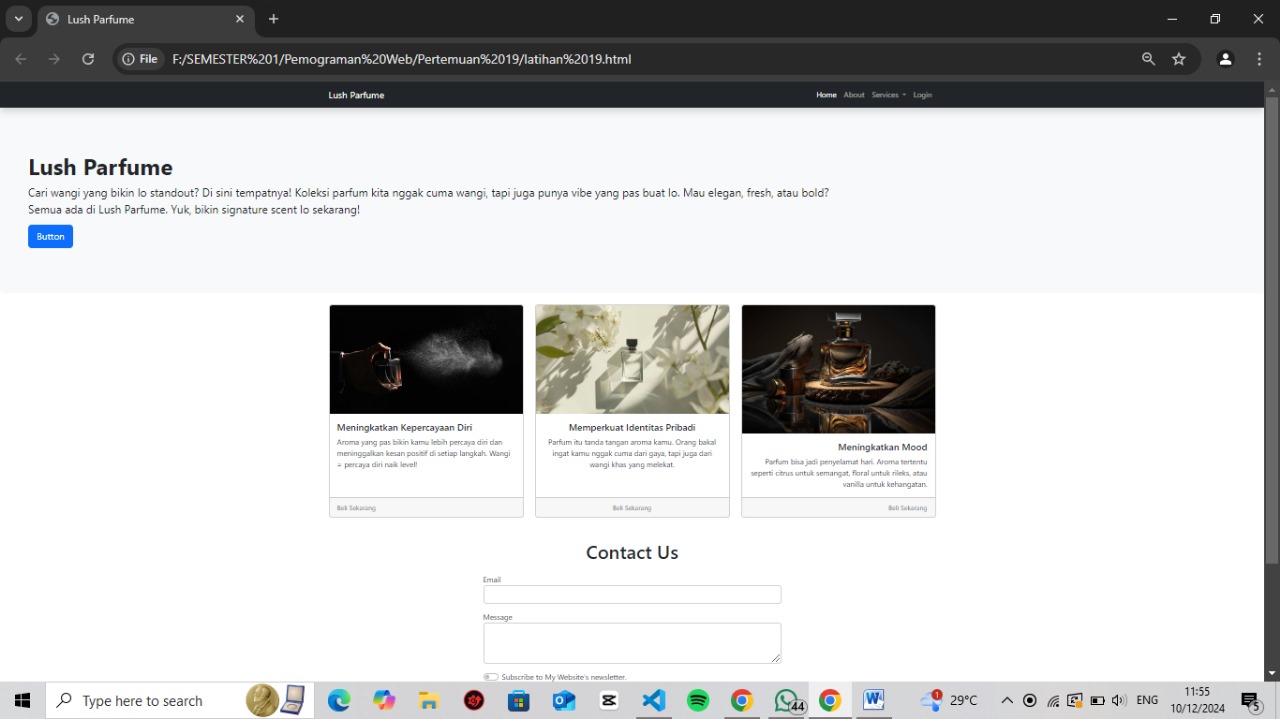 Lush Parfume
File
F:/SEMESTER%201/Pemograman%20Web/Pertemuan%2019/latihan%2019.html
Lush Parfume
Home About Services Login
Lush Parfume
Cari wangi yang bikin lo standout? Di sini tempatnya! Koleksi parfum kita nggak cuma wangi, tapi juga punya vibe yang pas buat lo. Mau elegan, fresh, atau bold?
Semua ada di Lush Parfume. Yuk, bikin signature scent lo sekarang!
Button
Meningkatkan Kepercayaan Diri
Aroma yang pas bikin kamu lebih percaya diri dan
meninggalkan kesan positif di setiap langkah. Wangi
= percaya diri naik level!
Beli Sekarang
Memperkuat Identitas Pribadi
Parfum itu tanda tangan aroma kamu. Orang bakal
ingat kamu nggak cuma dari gaya, tapi juga dari
wangi khas yang melekat.
Beli Sekarang
Meningkatkan Mood
Parfum bisa jadi penyelamat hari. Aroma tertentu
seperti citrus untuk semangat, floral untuk rileks, atau
vanilla untuk kehangatan.
Beli Sekarang
Contact Us
Email
Message
Subscribe to My Website's newsletter.
Type here to search
44
1
29°C
ENG
11:55
10/12/2024
5